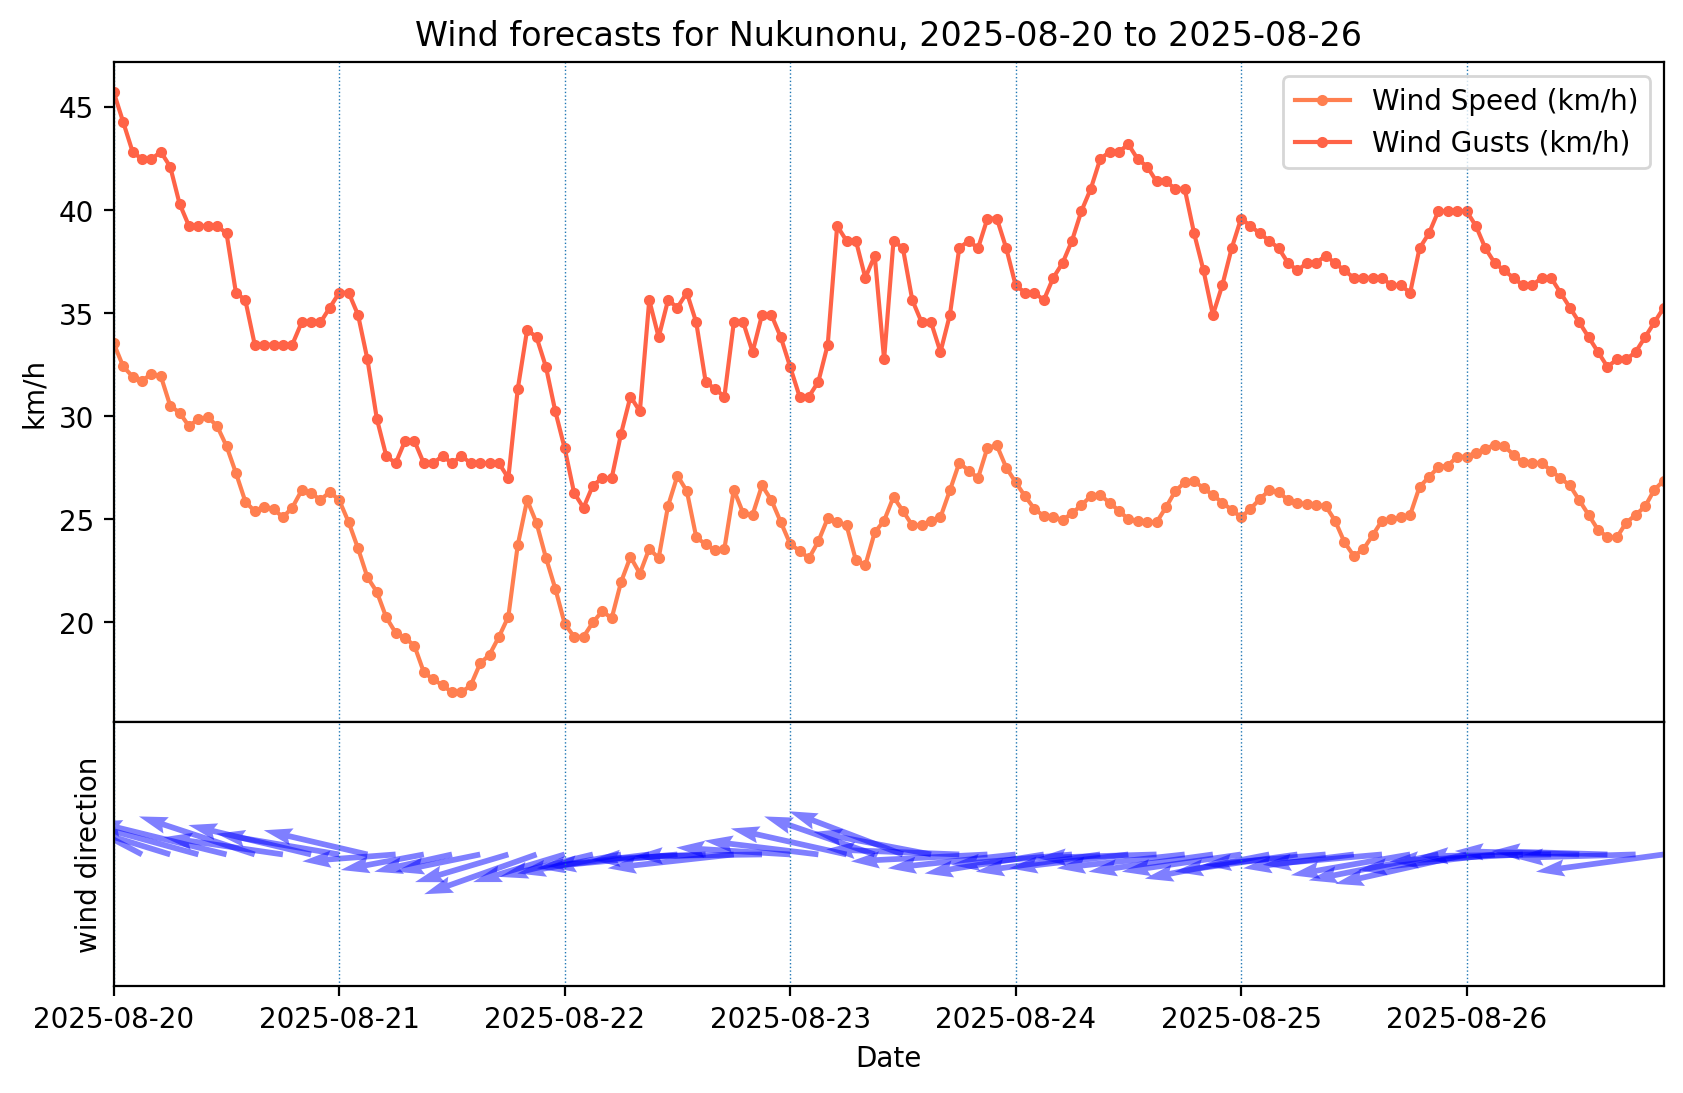 Wind forecasts for Nukunonu, 2025-08-20 to 2025-08-26
Wind Speed (km/h)
Wind Gusts (km/h)
45
40
35
30
25
20
km/h
wind direction
2025-08-20
2025-08-21
2025-08-22
2025-08-23
2025-08-24
2025-08-25
2025-08-26
Date